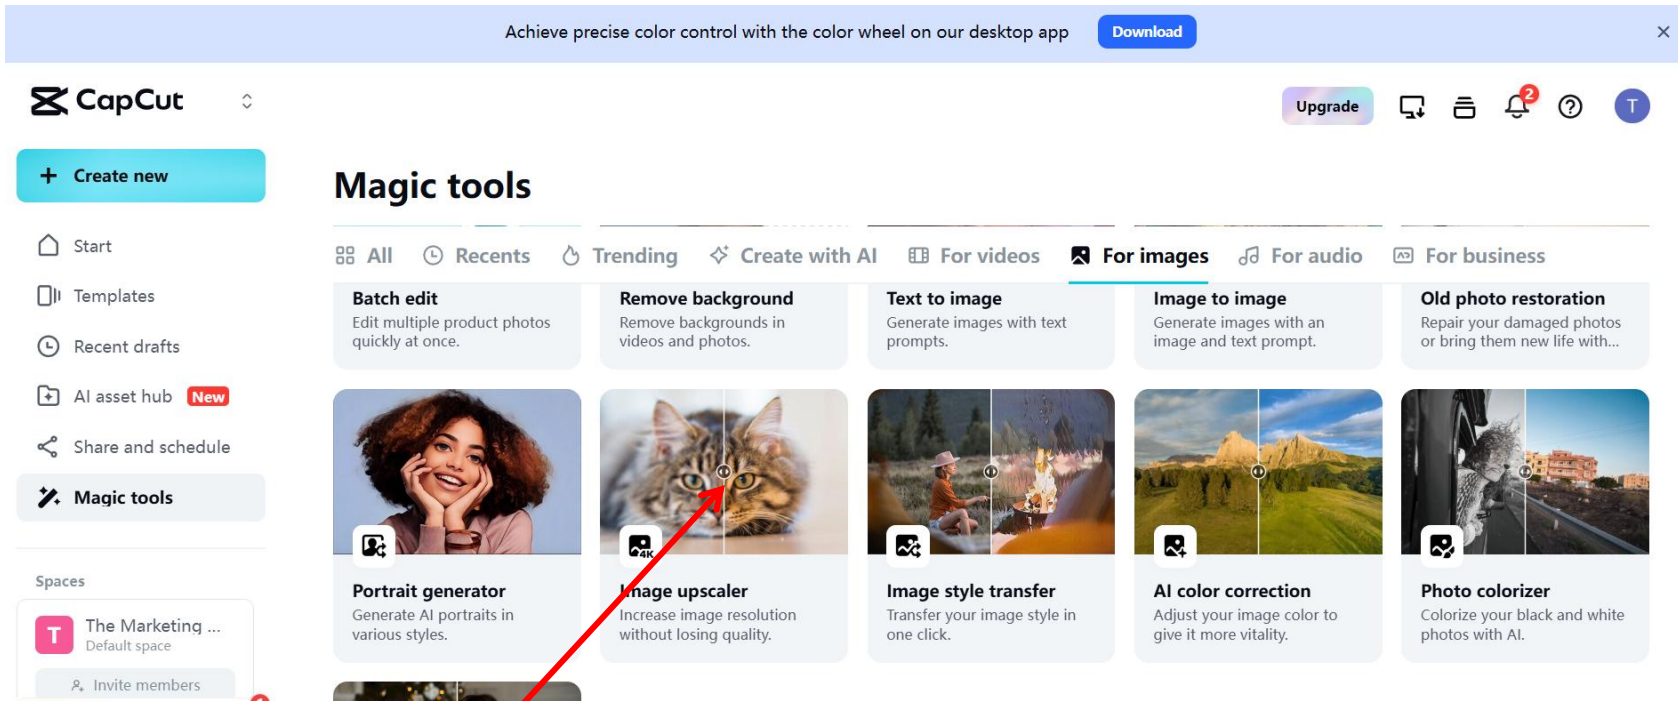 Achieve precise color control with the color wheel on our desktop app
Download
CapCut
Upgrade
2
T
Create new
Magic tools
Start
Templates
Recent drafts
AI asset hub New
Share and schedule
Magic tools
Spaces
T
The Marketing ...
Default space
Invite members
All
Recents
Trending
Create with AI
For videos
For images
For audio
For business
Batch edit
Edit multiple product photos
quickly at once.
Remove background
Remove backgrounds in
videos and photos.
Text to image
Generate images with text
prompts.
Image to image
Generate images with an
image and text prompt.
Old photo restoration
Repair your damaged photos
or bring them new life with...
Portrait generator
Generate AI portraits in
various styles.
4K
Image upscaler
Increase image resolution
without losing quality.
Image style transfer
Transfer your image style in
one click.
AI color correction
Adjust your image color to
give it more vitality.
Photo colorizer
Colorize your black and white
photos with AI.